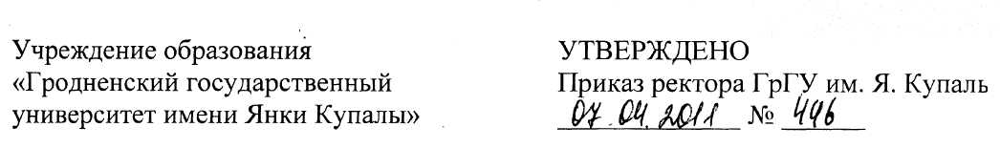 Учреждение образования
«Гродненский государственный
университет имени Янки Купалы»
УТВЕРЖДЕНО
Приказ ректора ГрГУ им. Я. Купаль
07.04.2011 № 446